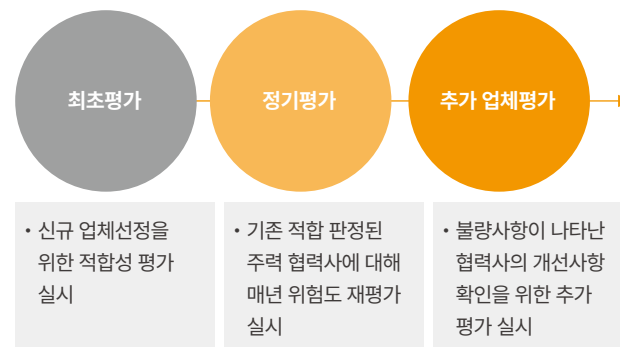 최초평가
정기평가
추가 업체평가
• 신규 업체선정을
위한 적합성 평가
실시
• 기존 적합 판정된
주력 협력사에 대해
매년 위험도 재평가
실시
• 불량사항이 나타난
협력사의 개선사항
확인을 위한 추가
평가 실시